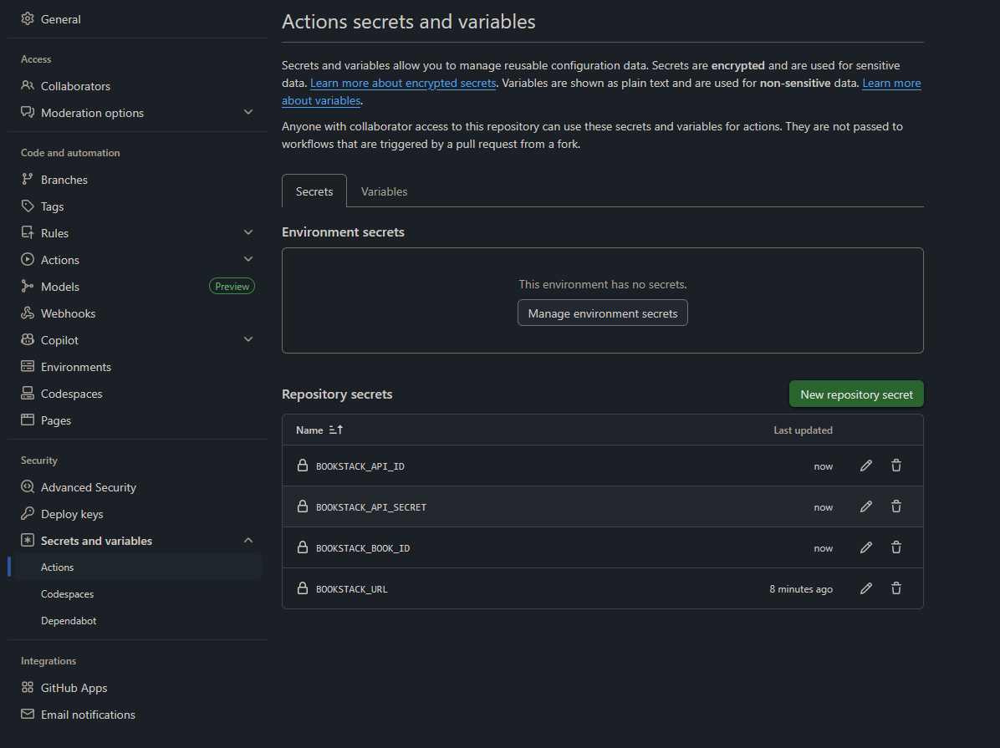 General
Access
Collaborators
Moderation options
Code and automation
Branches
Tags
Rules
Actions
Models Preview
Webhooks
Copilot
Environments
Codespaces
Pages
Security
Advanced Security
Deploy keys
Secrets and variables
Actions
Codespaces
Dependabot
Integrations
GitHub Apps
Email notifications
Actions secrets and variables
Secrets and variables allow you to manage reusable configuration data. Secrets are encrypted and are used for sensitive
data. Learn more about encrypted secrets. Variables are shown as plain text and are used for non-sensitive data. Learn more
about variables.
Anyone with collaborator access to this repository can use these secrets and variables for actions. They are not passed to
workflows that are triggered by a pull request from a fork.
Secrets Variables
Environment secrets
This environment has no secrets.
Manage environment secrets
Repository secrets New repository secret
Name Last updated
BOOKSTACK_API_ID now
BOOKSTACK_API_SECRET now
BOOKSTACK_BOOK_ID now
BOOKSTACK_URL 8 minutes ago